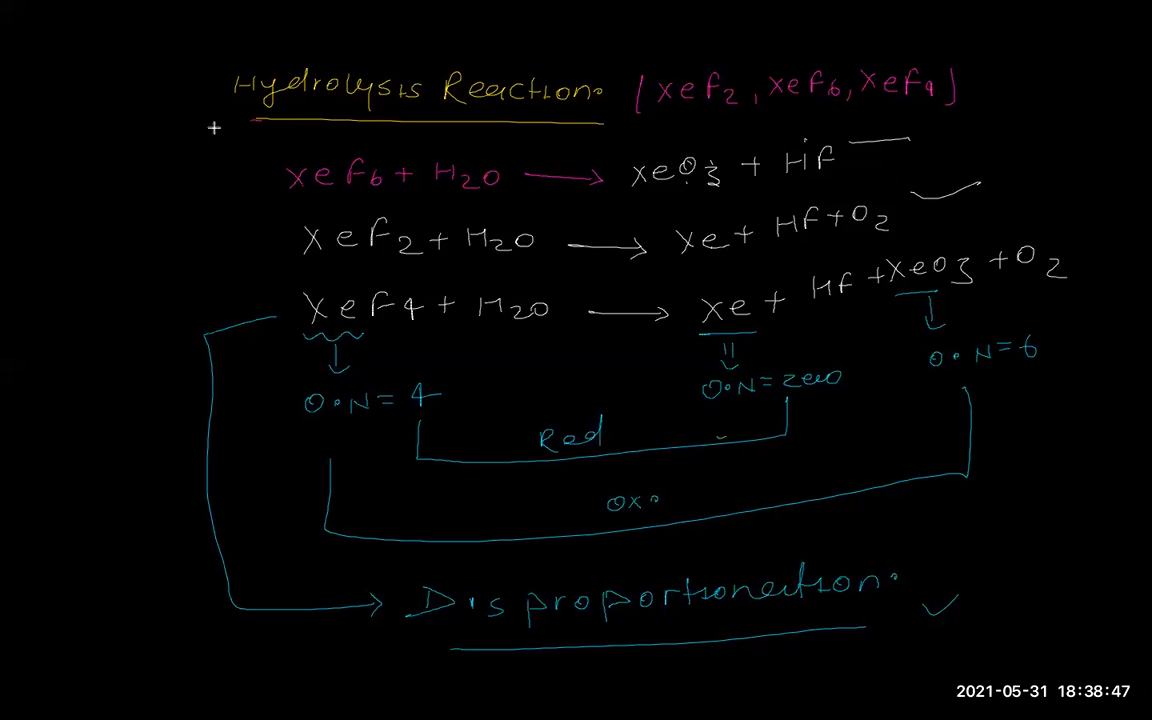 Hydrolysis Reaction. (XeF2, XeF6, XeF4)
XeF6 + H2O → XeO3 + HF
XeF2 + H2O → Xe + HF + O2
XeF4 + H2O → Xe + HF + XeO3 + O2
O.N = 4 O.N = zero O.N = 6
Red
OX.
Disproportionation.
2021-05-31 18:38:47